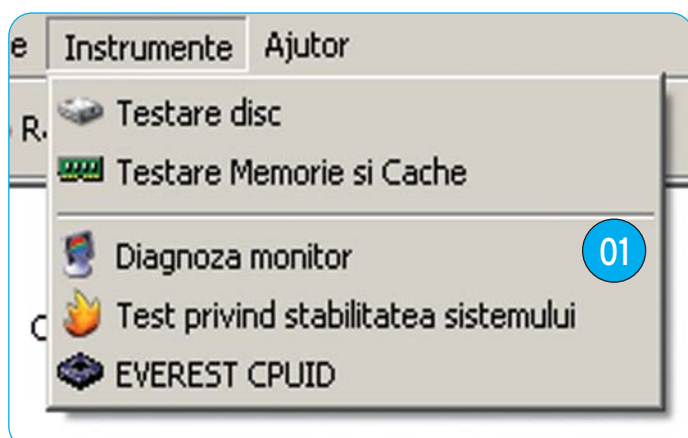 e Instrumente Ajutor
Testare disc
R
Testare Memorie si Cache
Diagnoza monitor
01
Test privind stabilitatea sistemului
EVEREST CPUID